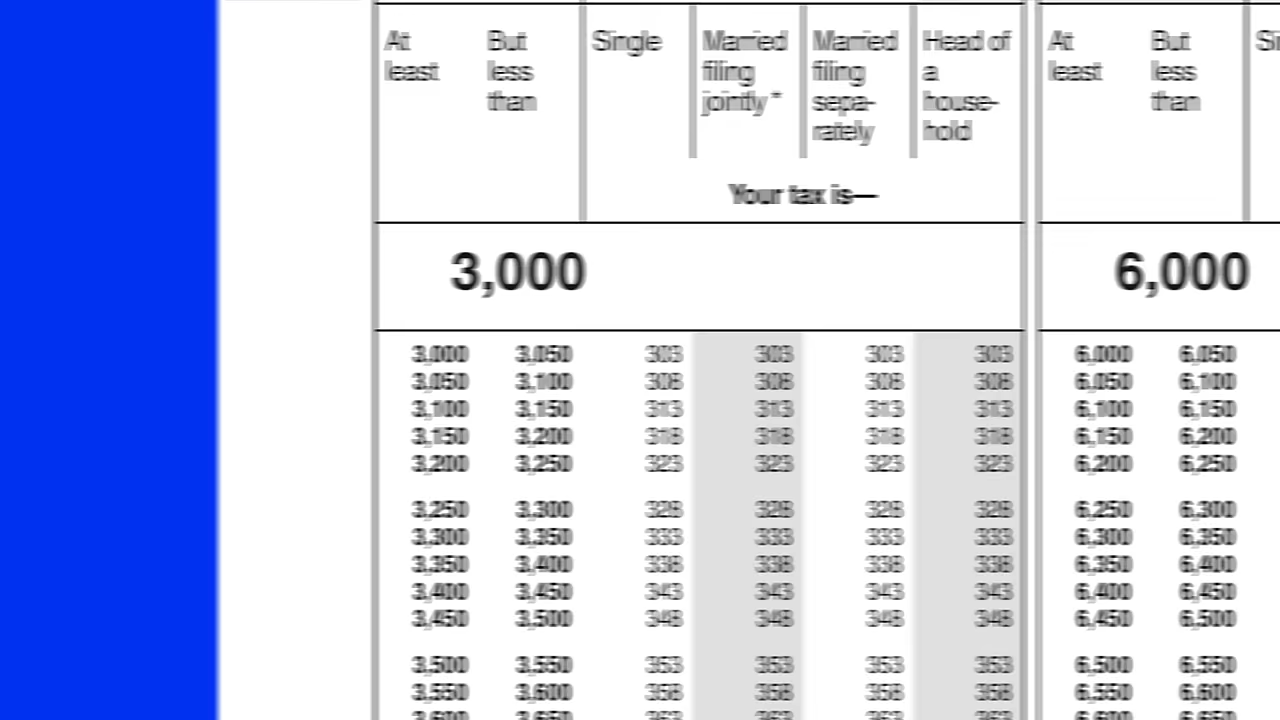 At least But less than Single Married filing jointly* Married filing sepa-rately Head of a house-hold At least But less than
Your tax is—
3,000 6,000
3,000 3,050 303 303 303 303 6,000 6,050
3,050 3,100 308 308 308 308 6,050 6,100
3,100 3,150 313 313 313 313 6,100 6,150
3,150 3,200 318 318 318 318 6,150 6,200
3,200 3,250 323 323 323 323 6,200 6,250
3,250 3,300 328 328 328 328 6,250 6,300
3,300 3,350 333 333 333 333 6,300 6,350
3,350 3,400 338 338 338 338 6,350 6,400
3,400 3,450 343 343 343 343 6,400 6,450
3,450 3,500 348 348 348 348 6,450 6,500
3,500 3,550 353 353 353 353 6,500 6,550
3,550 3,600 358 358 358 358 6,550 6,600